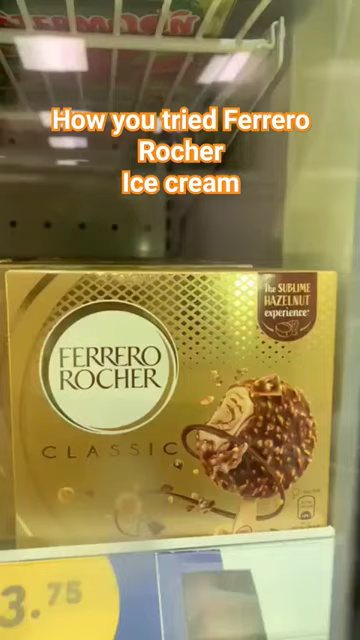 How you tried Ferrero
Rocher
Ice cream
The SUBLIME
HAZELNUT
experience
FERRERO
ROCHER
CLASSIC
3.75